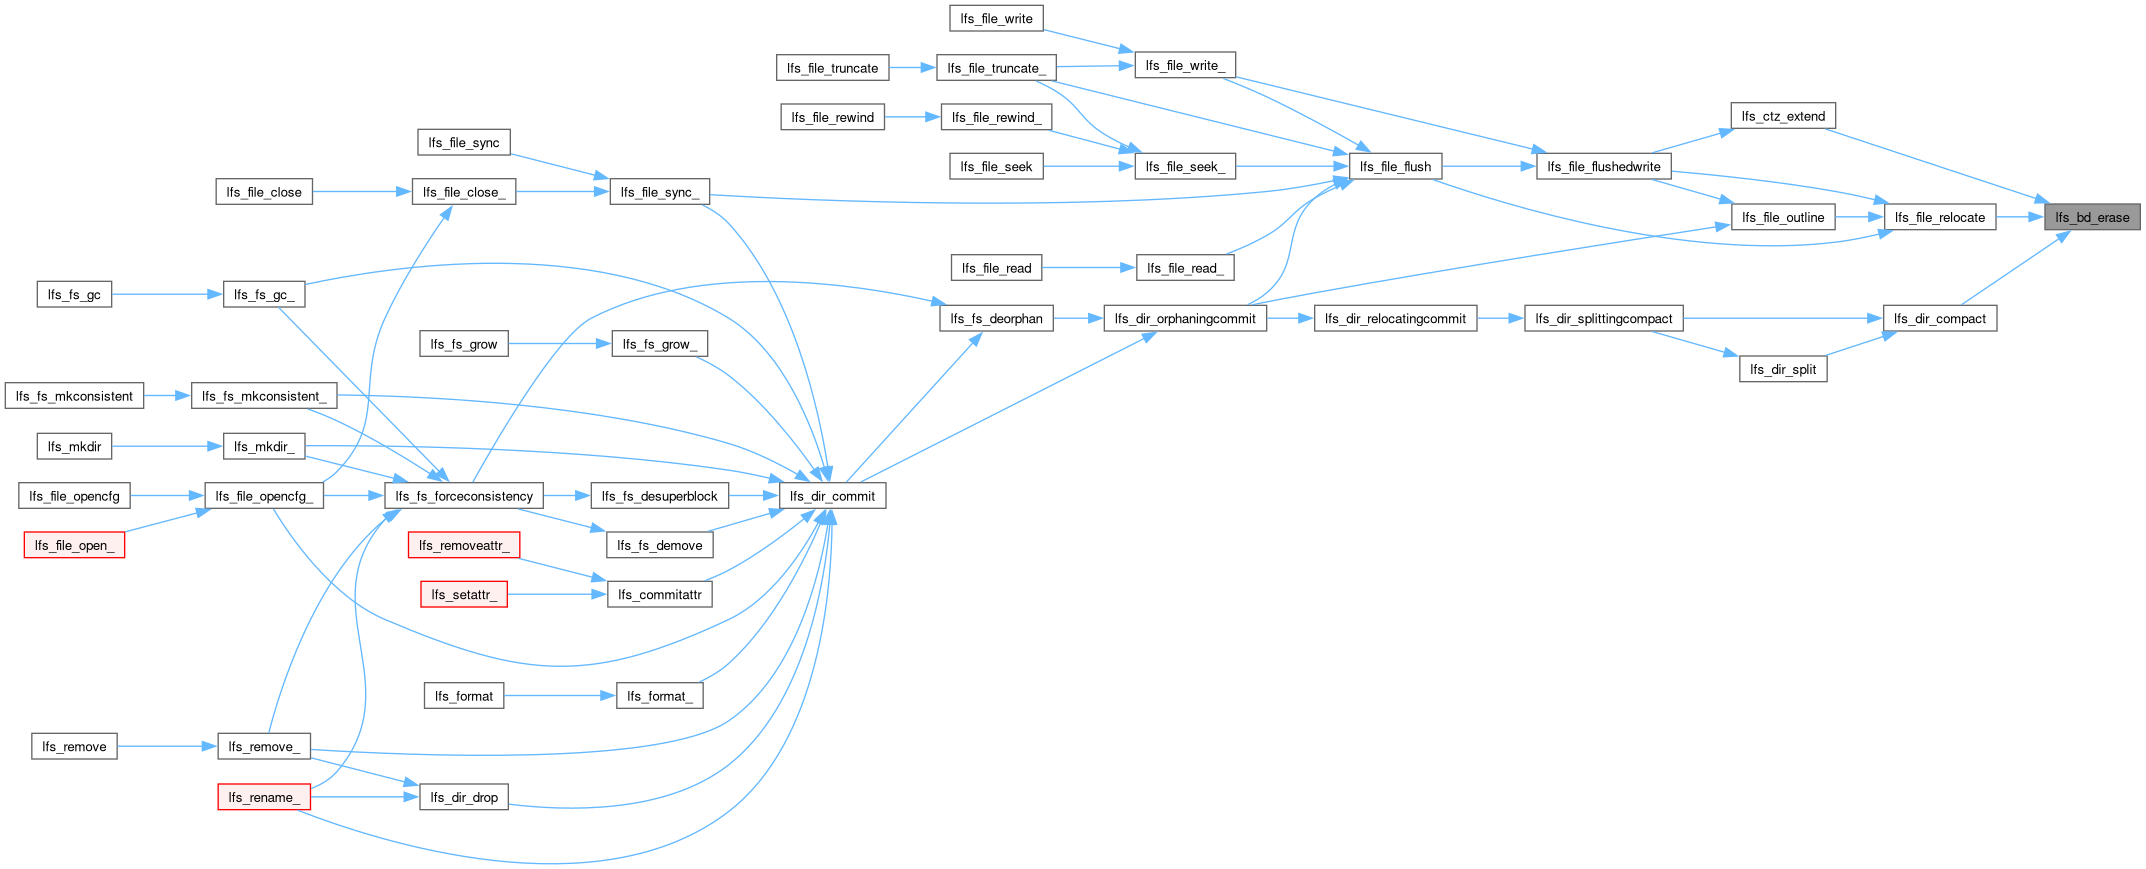 lfs_file_write
lfs_file_truncate
lfs_file_truncate_
lfs_file_write_
lfs_file_rewind
lfs_file_rewind_
lfs_ctz_extend
lfs_file_sync
lfs_file_seek
lfs_file_seek_
lfs_file_flush
lfs_file_flushedwrite
lfs_file_close
lfs_file_close_
lfs_file_sync_
lfs_file_outline
lfs_file_relocate
lfs_bd_erase
lfs_file_read
lfs_file_read_
lfs_fs_gc
lfs_fs_gc_
lfs_fs_deorphan
lfs_dir_orphaningcommit
lfs_dir_relocatingcommit
lfs_dir_splittingcompact
lfs_dir_compact
lfs_fs_grow
lfs_fs_grow_
lfs_dir_split
lfs_fs_mkconsistent
lfs_fs_mkconsistent_
lfs_mkdir
lfs_mkdir_
lfs_file_opencfg
lfs_file_opencfg_
lfs_fs_forceconsistency
lfs_fs_desuperblock
lfs_dir_commit
lfs_file_open_
lfs_removeattr_
lfs_fs_demove
lfs_setattr_
lfs_commitattr
lfs_format
lfs_format_
lfs_remove
lfs_remove_
lfs_rename_
lfs_dir_drop